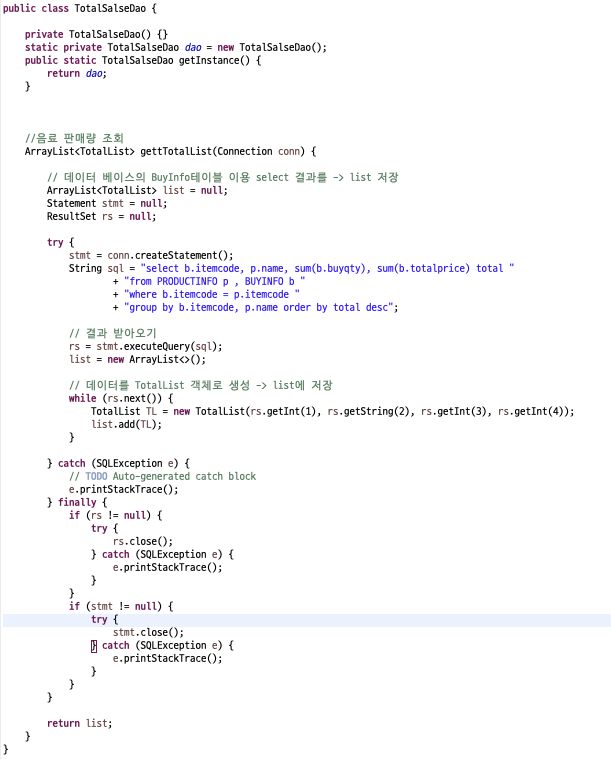 public class TotalSalseDao {
private TotalSalseDao() {}
static private TotalSalseDao dao = new TotalSalseDao();
public static TotalSalseDao getInstance() {
return dao;
}
//음료 판매량 조회
ArrayList<TotalList> gettTotalList(Connection conn) {
// 데이터 베이스의 BuyInfo테이블 이용 select 결과를 -> list 저장
ArrayList<TotalList> list = null;
Statement stmt = null;
ResultSet rs = null;
try {
stmt = conn.createStatement();
String sql = "select b.itemcode, p.name, sum(b.buyqty), sum(b.totalprice) total "
+ "from PRODUCTINFO p , BUYINFO b "
+ "where b.itemcode = p.itemcode "
+ "group by b.itemcode, p.name order by total desc";
// 결과 받아오기
rs = stmt.executeQuery(sql);
list = new ArrayList<>();
// 데이터를 TotalList 객체로 생성 -> list에 저장
while (rs.next()) {
TotalList TL = new TotalList(rs.getInt(1), rs.getString(2), rs.getInt(3), rs.getInt(4));
list.add(TL);
}
} catch (SQLException e) {
// TODO Auto-generated catch block
e.printStackTrace();
} finally {
if (rs != null) {
try {
rs.close();
} catch (SQLException e) {
e.printStackTrace();
}
}
if (stmt != null) {
try {
stmt.close();
} catch (SQLException e) {
e.printStackTrace();
}
}
}
return list;
}
}